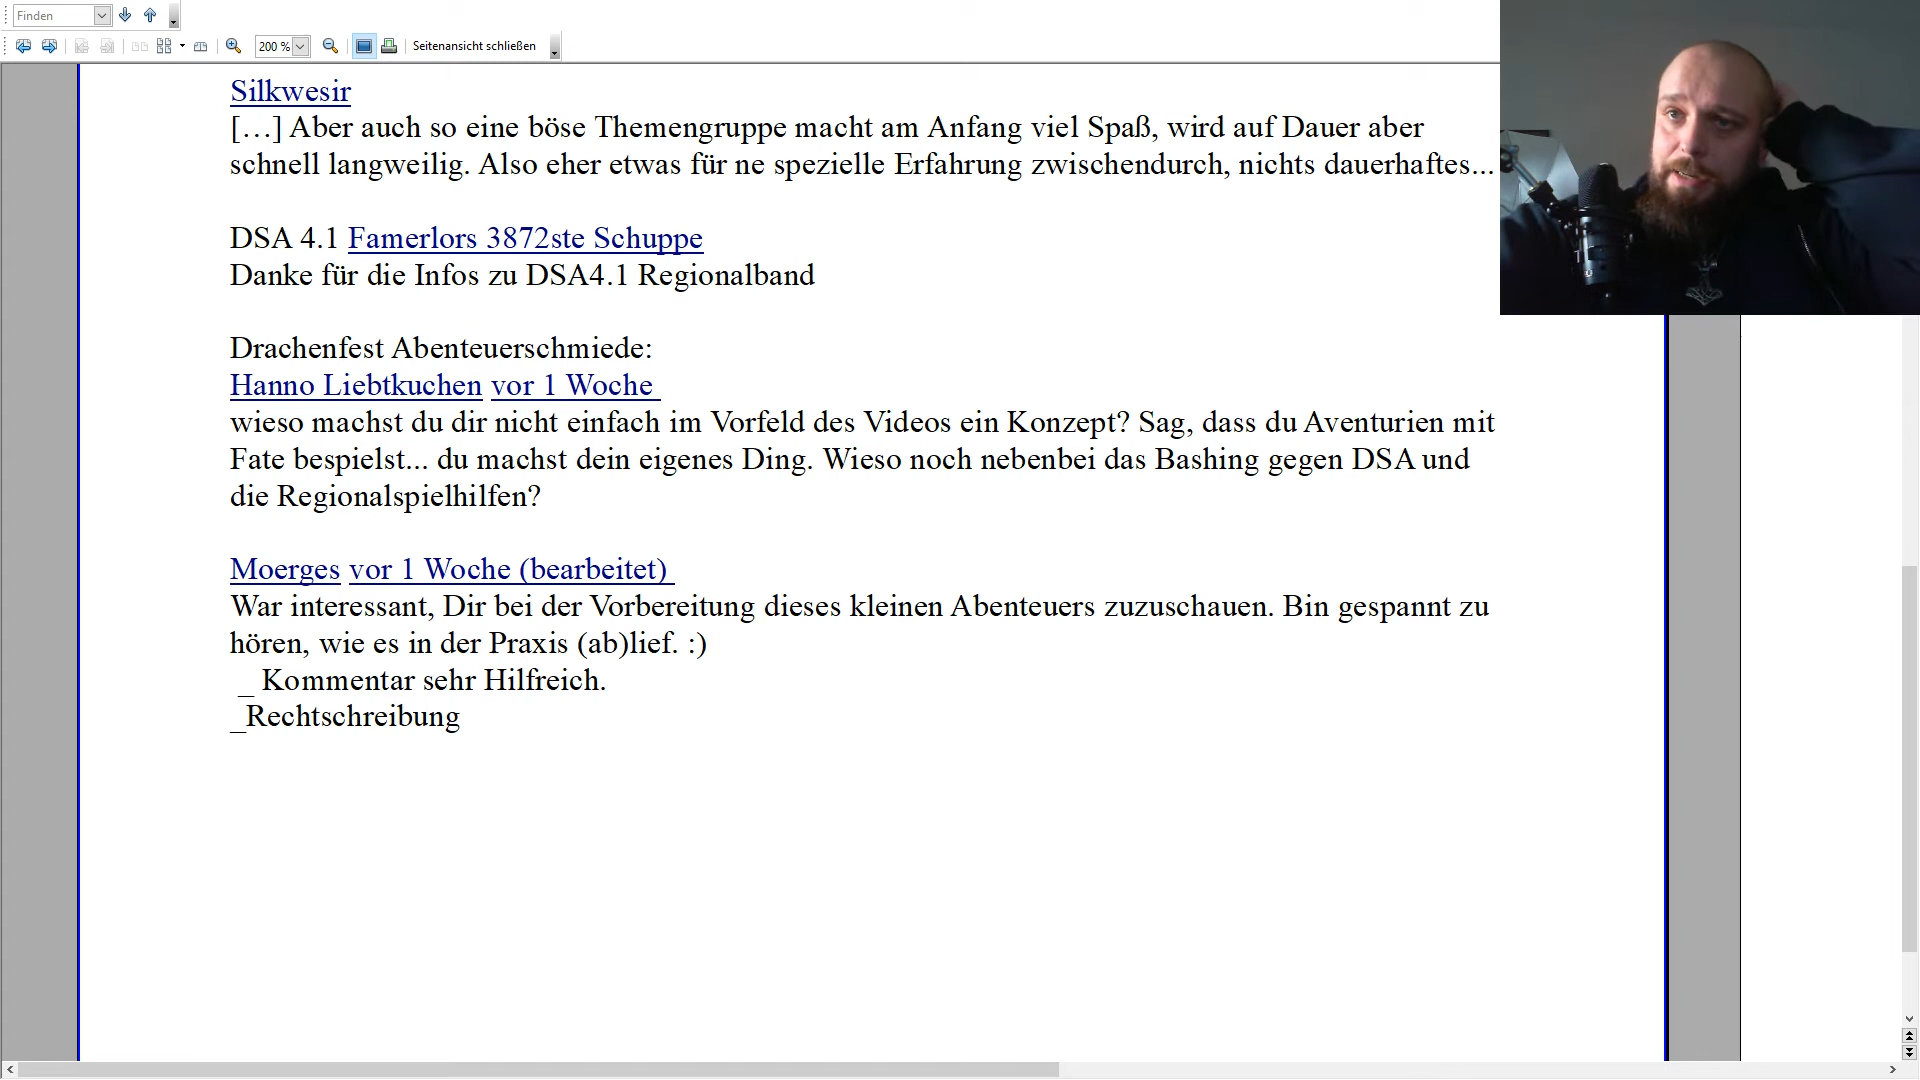 Finden
200 %
Seitenansicht schließen
Silkwesir
[…] Aber auch so eine böse Themengruppe macht am Anfang viel Spaß, wird auf Dauer aber
schnell langweilig. Also eher etwas für ne spezielle Erfahrung zwischendurch, nichts dauerhaftes...
DSA 4.1 Famerlors 3872ste Schuppe
Danke für die Infos zu DSA4.1 Regionalband
Drachenfest Abenteuerschmiede:
Hanno Liebtkuchen vor 1 Woche
wieso machst du dir nicht einfach im Vorfeld des Videos ein Konzept? Sag, dass du Aventurien mit
Fate bespielst... du machst dein eigenes Ding. Wieso noch nebenbei das Bashing gegen DSA und
die Regionalspielhilfen?
Moerges vor 1 Woche (bearbeitet)
War interessant, Dir bei der Vorbereitung dieses kleinen Abenteuers zuzuschauen. Bin gespannt zu
hören, wie es in der Praxis (ab)lief. :)
_ Kommentar sehr Hilfreich.
_Rechtschreibung